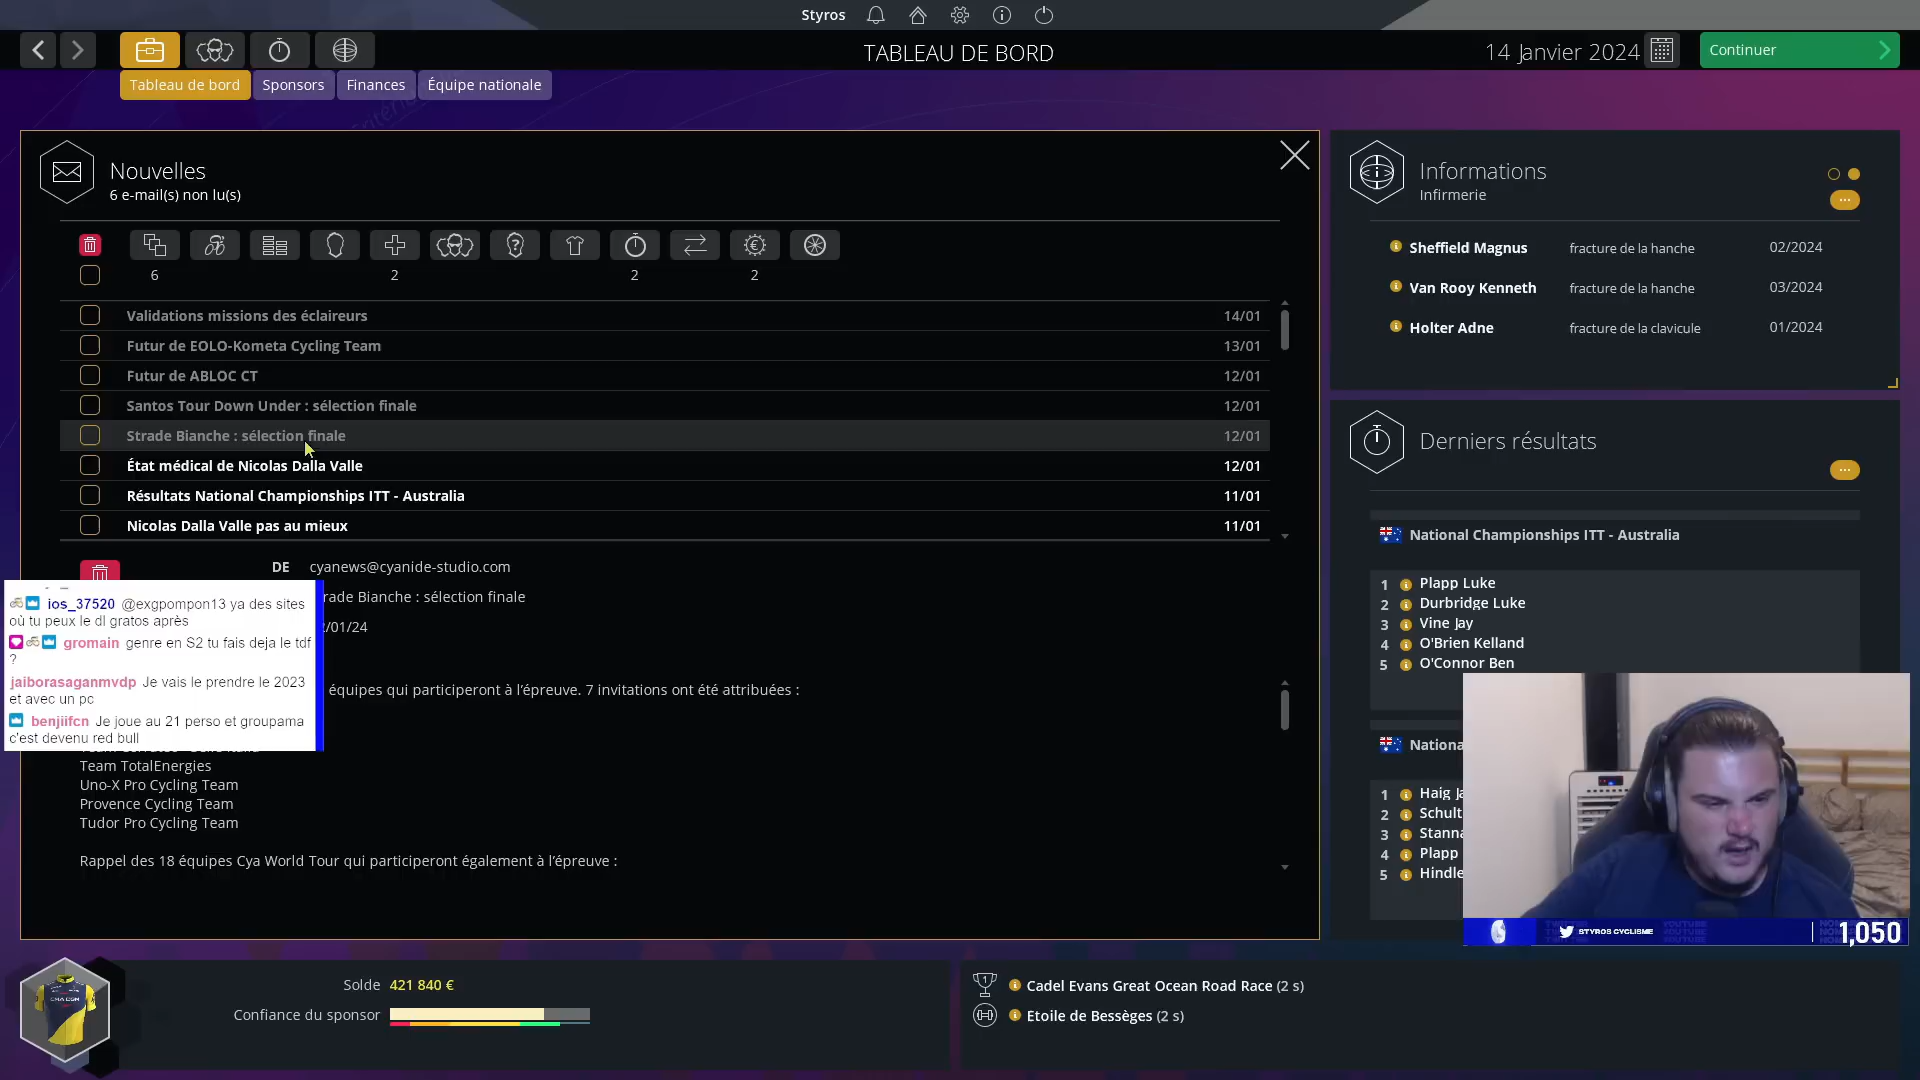 Styros
TABLEAU DE BORD
14 Janvier 2024
Continuer
Tableau de bord
Sponsors
Finances
Équipe nationale
Nouvelles
6 e-mail(s) non lu(s)
6
2
2
2
Validations missions des éclaireurs 14/01
Futur de EOLO-Kometa Cycling Team 13/01
Futur de ABLOC CT 12/01
Santos Tour Down Under : sélection finale 12/01
Strade Bianche : sélection finale 12/01
État médical de Nicolas Dalla Valle 12/01
Résultats National Championships ITT - Australia 11/01
Nicolas Dalla Valle pas au mieux 11/01
DE cyanews@cyanide-studio.com
rade Bianche : sélection finale
/01/24
équipes qui participeront à l'épreuve. 7 invitations ont été attribuées :
Team TotalEnergies
Uno-X Pro Cycling Team
Provence Cycling Team
Tudor Pro Cycling Team
Rappel des 18 équipes Cya World Tour qui participeront également à l'épreuve :
ios_37520 @exgpompon13 ya des sites
où tu peux le dl gratos après
gromain genre en S2 tu fais deja le tdf
?
jaiborasaganmvdp Je vais le prendre le 2023
et avec un pc
benjiifcn Je joue au 21 perso et groupama
c'est devenu red bull
Informations
Infirmerie
Sheffield Magnus fracture de la hanche 02/2024
Van Rooy Kenneth fracture de la hanche 03/2024
Holter Adne fracture de la clavicule 01/2024
Derniers résultats
National Championships ITT - Australia
1 Plapp Luke
2 Durbridge Luke
3 Vine Jay
4 O'Brien Kelland
5 O'Connor Ben
Nationa
1 Haig Ja
2 Schult
3 Stanna
4 Plapp
5 Hindle
STYROS CYCLISME
YOUTUBE
1,050
Solde 421 840 €
Confiance du sponsor
CMA CGM
1
Cadel Evans Great Ocean Road Race (2 s)
Etoile de Bessèges (2 s)